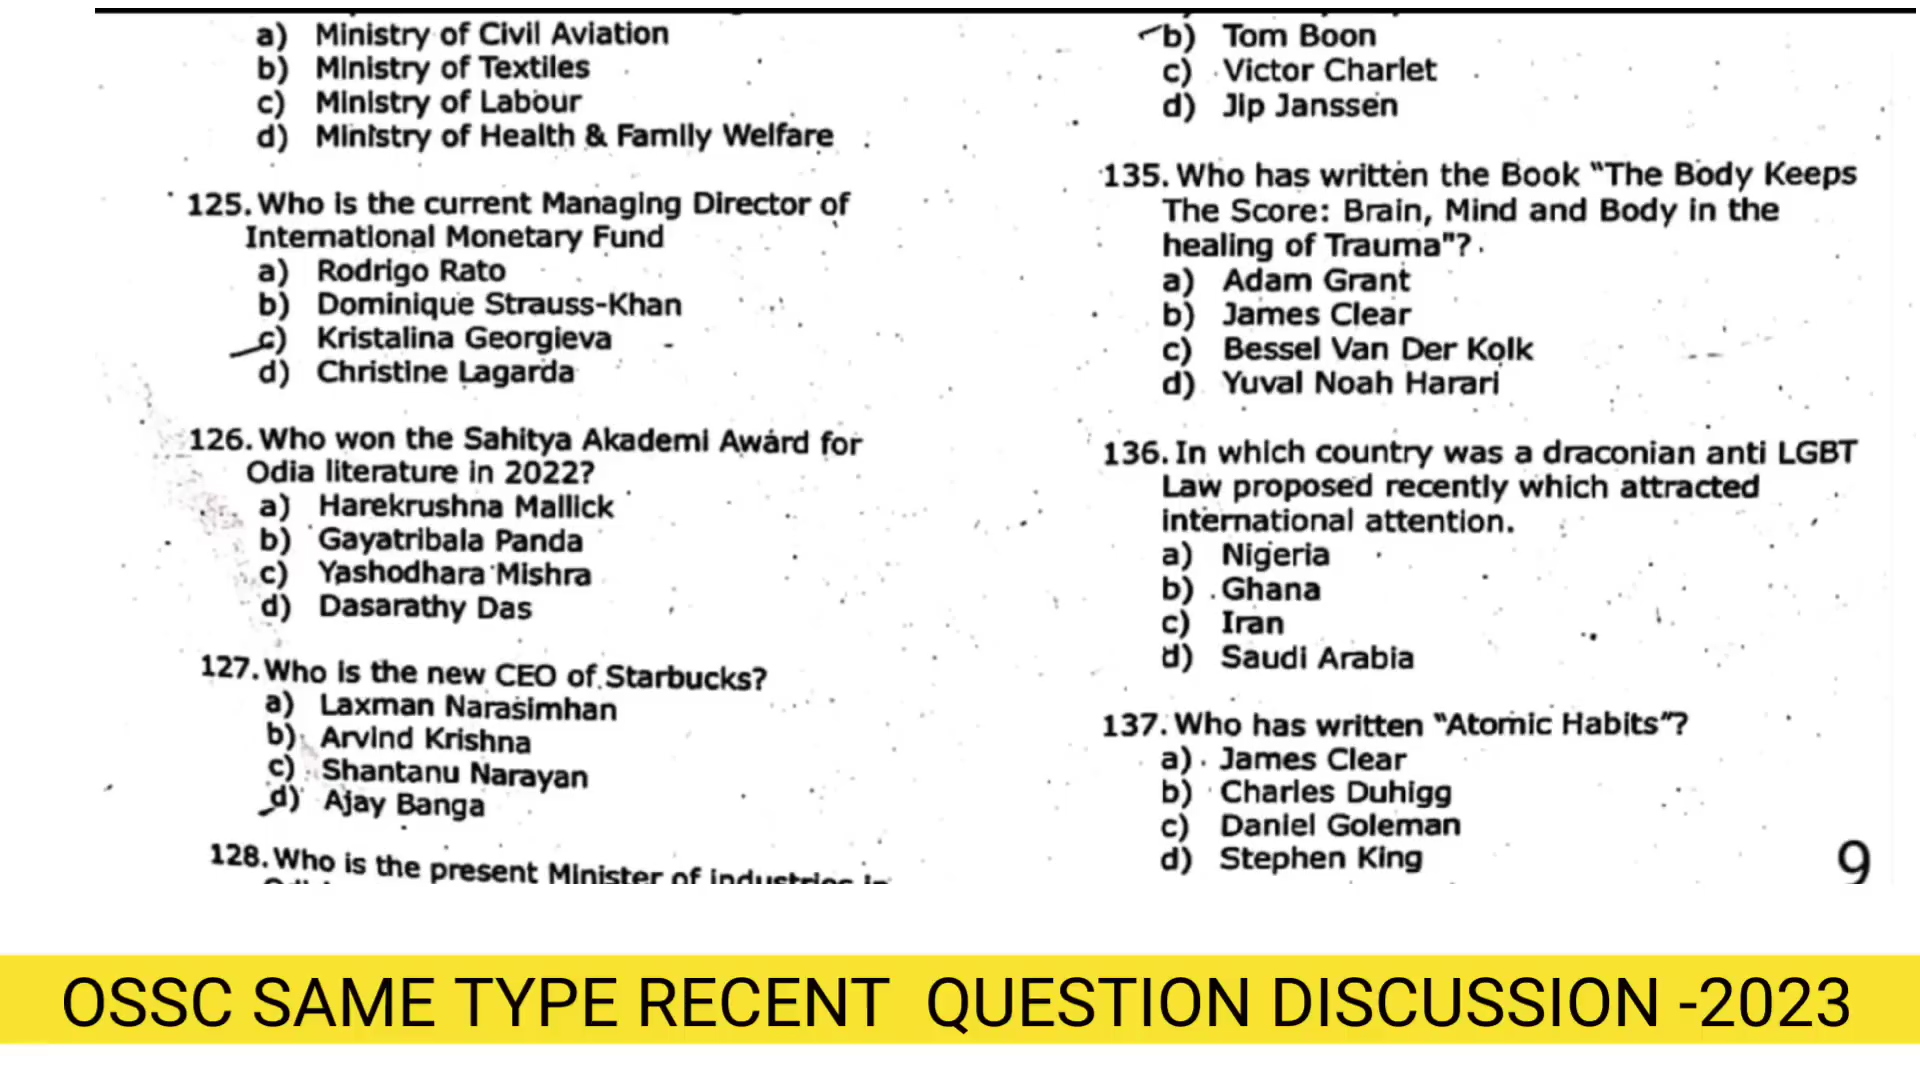 a) Ministry of Civil Aviation
b) Ministry of Textiles
c) Ministry of Labour
d) Ministry of Health & Family Welfare
125. Who is the current Managing Director of
International Monetary Fund
a) Rodrigo Rato
b) Dominique Strauss-Khan
c) Kristalina Georgieva
d) Christine Lagarda
126. Who won the Sahitya Akademi Award for
Odia literature in 2022?
a) Harekrushna Mallick
b) Gayatribala Panda
c) Yashodhara Mishra
d) Dasarathy Das
127. Who is the new CEO of Starbucks?
a) Laxman Narasimhan
b) Arvind Krishna
c) Shantanu Narayan
d) Ajay Banga
128. Who is the present Minister of industries in
b) Tom Boon
c) Victor Charlet
d) Jip Janssen
135. Who has written the Book "The Body Keeps
The Score: Brain, Mind and Body in the
healing of Trauma"?
a) Adam Grant
b) James Clear
c) Bessel Van Der Kolk
d) Yuval Noah Harari
136. In which country was a draconian anti LGBT
Law proposed recently which attracted
international attention.
a) Nigeria
b) Ghana
c) Iran
d) Saudi Arabia
137. Who has written "Atomic Habits"?
a) James Clear
b) Charles Duhigg
c) Daniel Goleman
d) Stephen King
9
OSSC SAME TYPE RECENT QUESTION DISCUSSION -2023